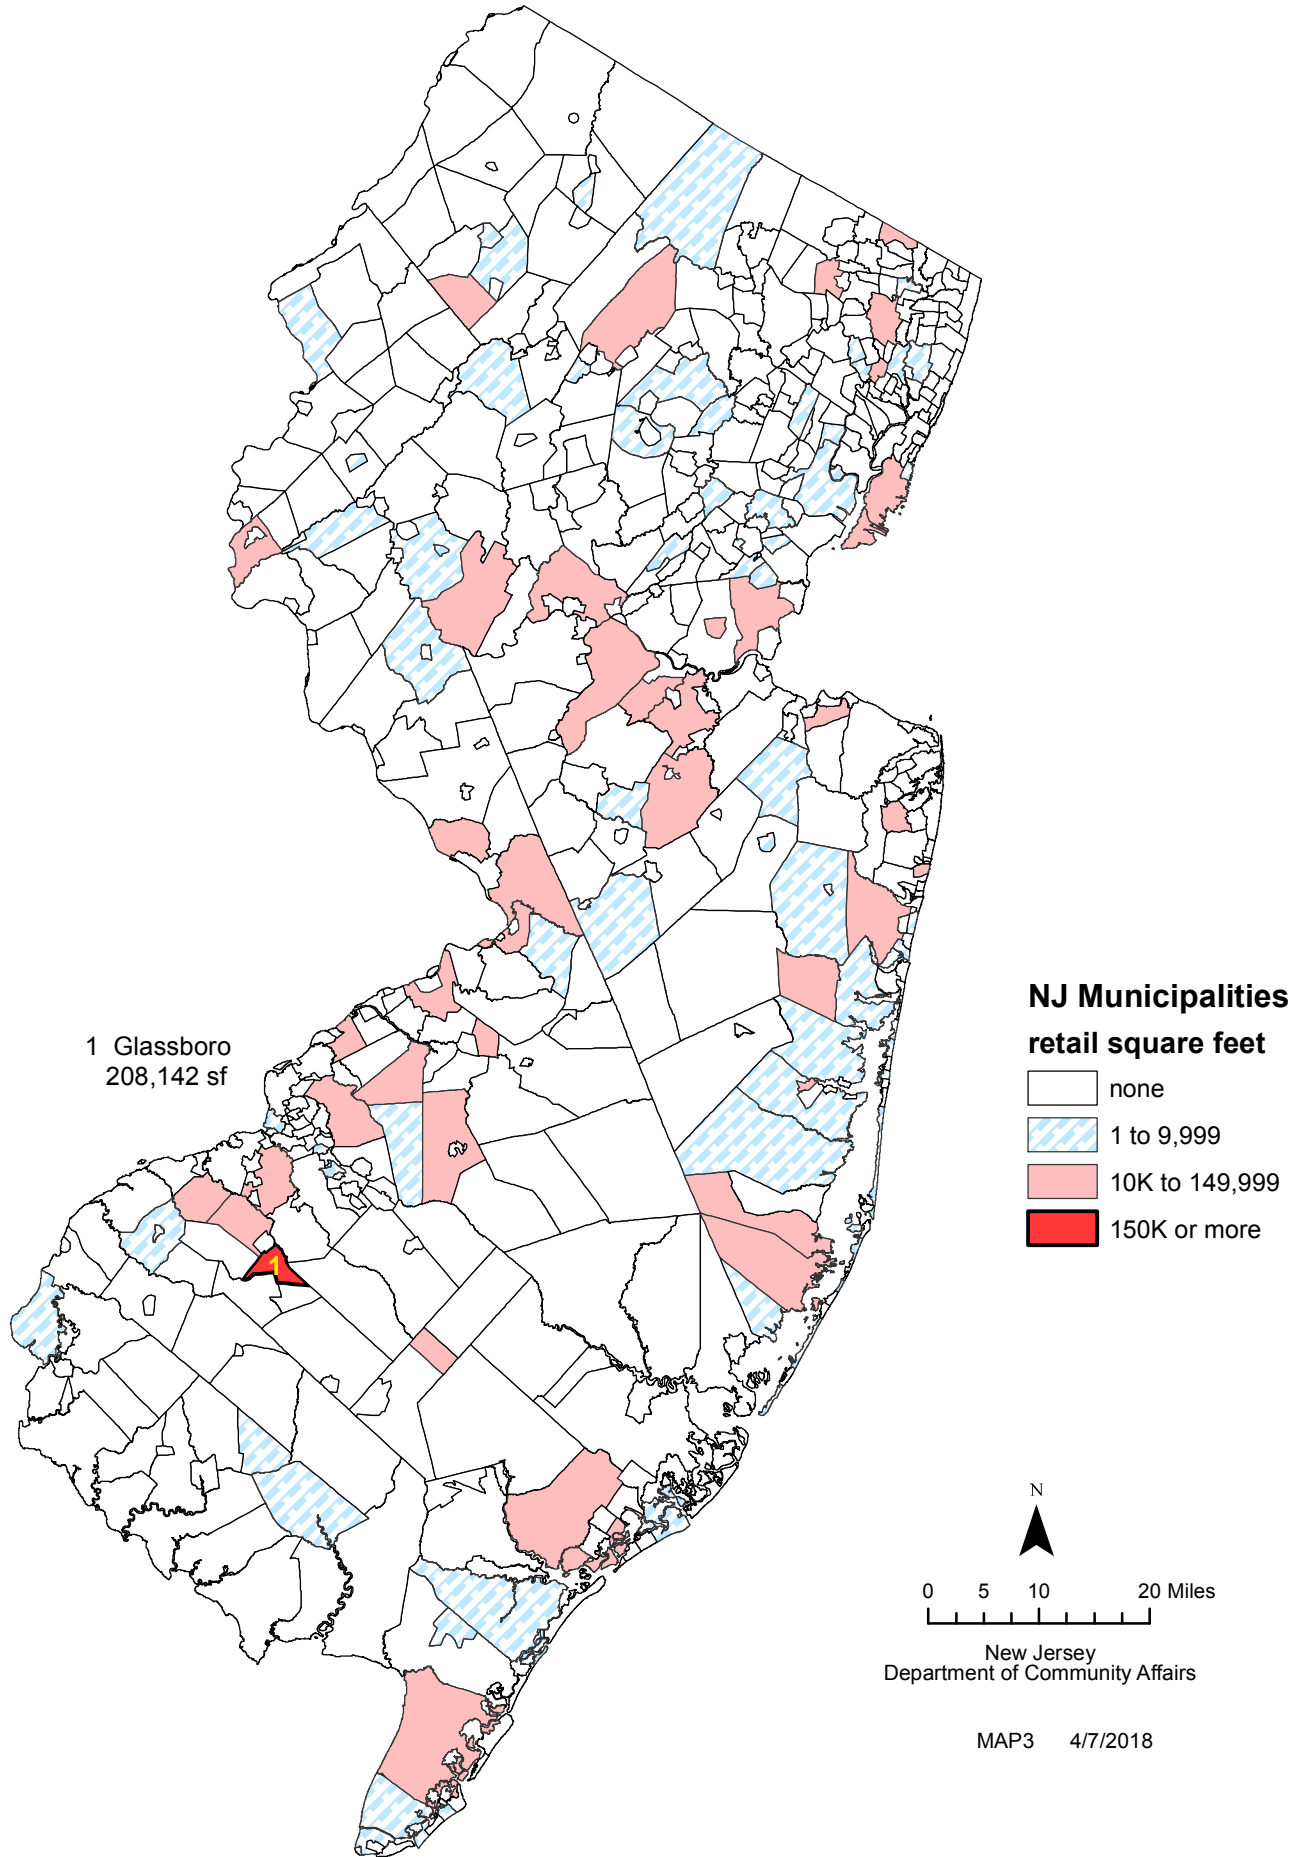 1 Glassboro
208,142 sf
1
NJ Municipalities
retail square feet
none
1 to 9,999
10K to 149,999
150K or more
N
0 5 10 20 Miles
New Jersey
Department of Community Affairs
MAP3 4/7/2018